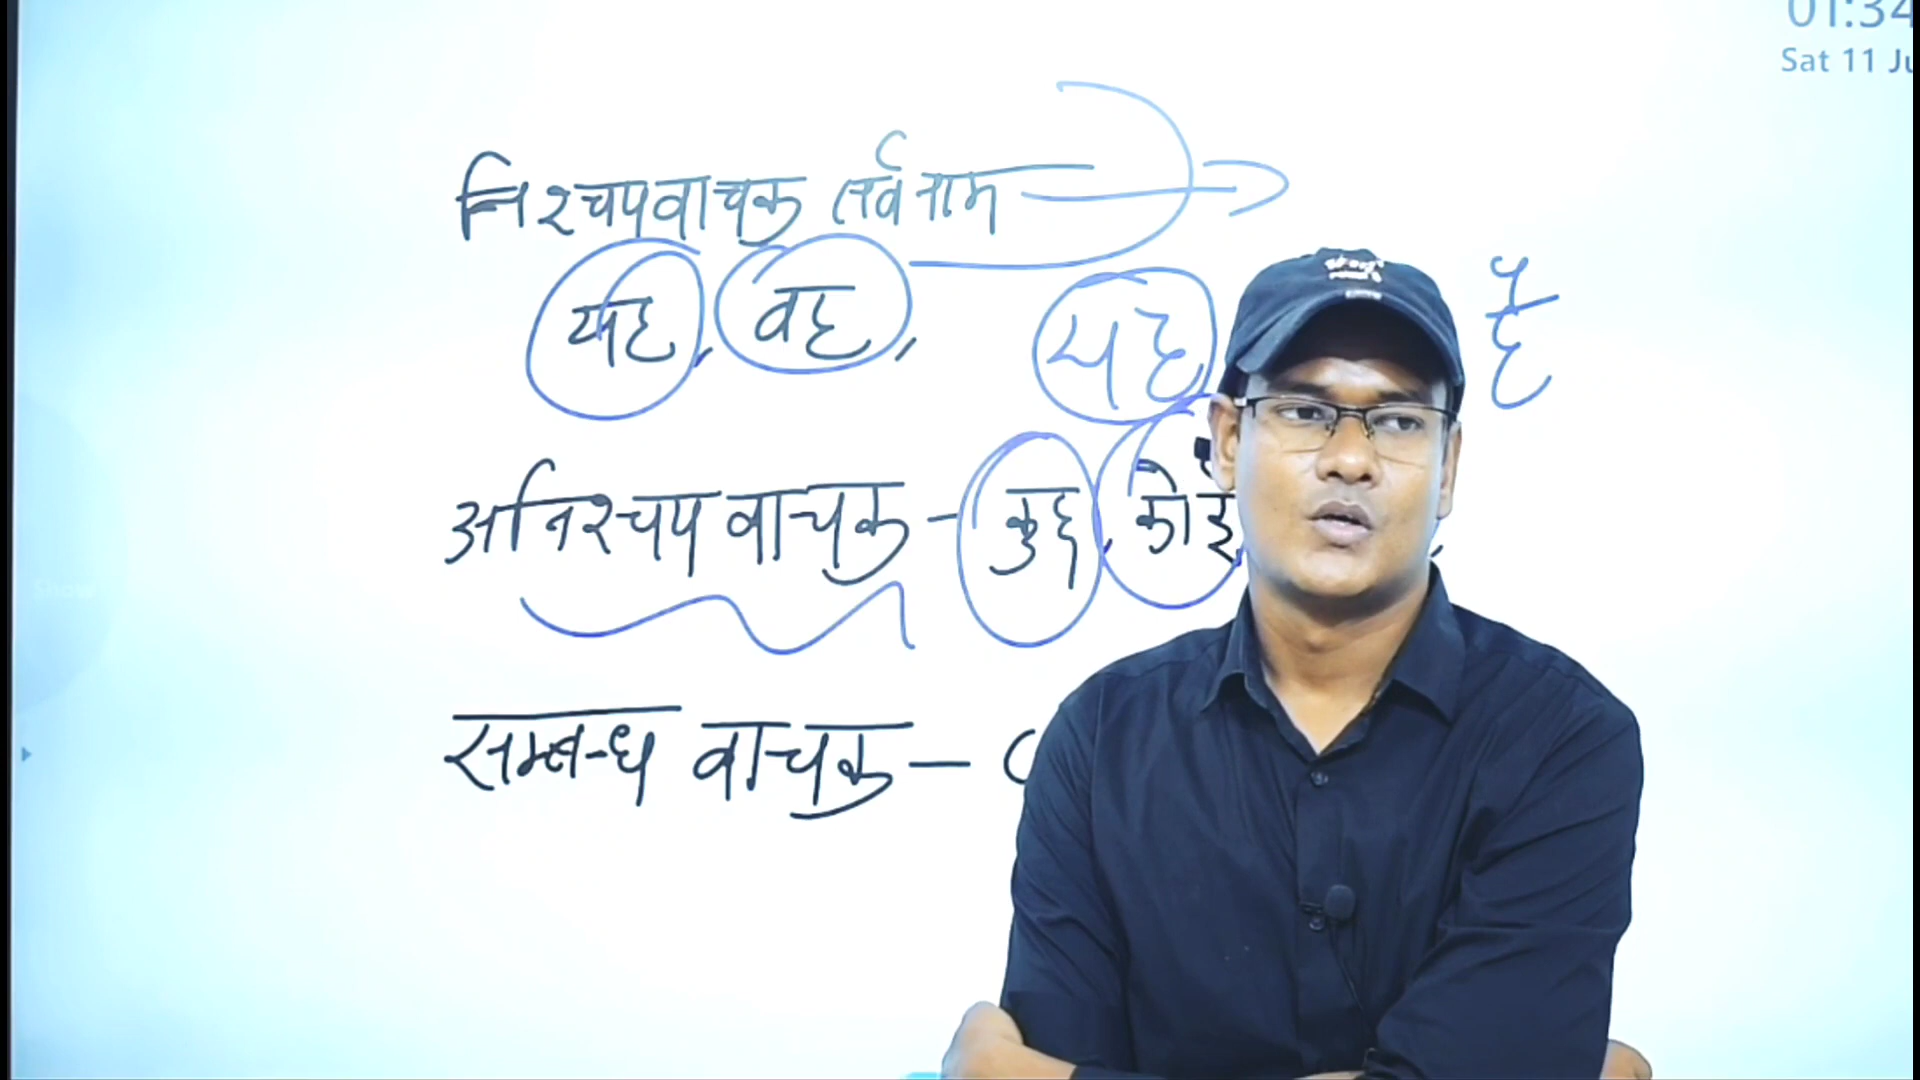 01:34
Sat 11 Ju
निश्चयवाचक सर्वनाम
यह, वह, यह है
अनिश्चयवाचक - कुछ, कोई
सम्बन्ध वाचक -